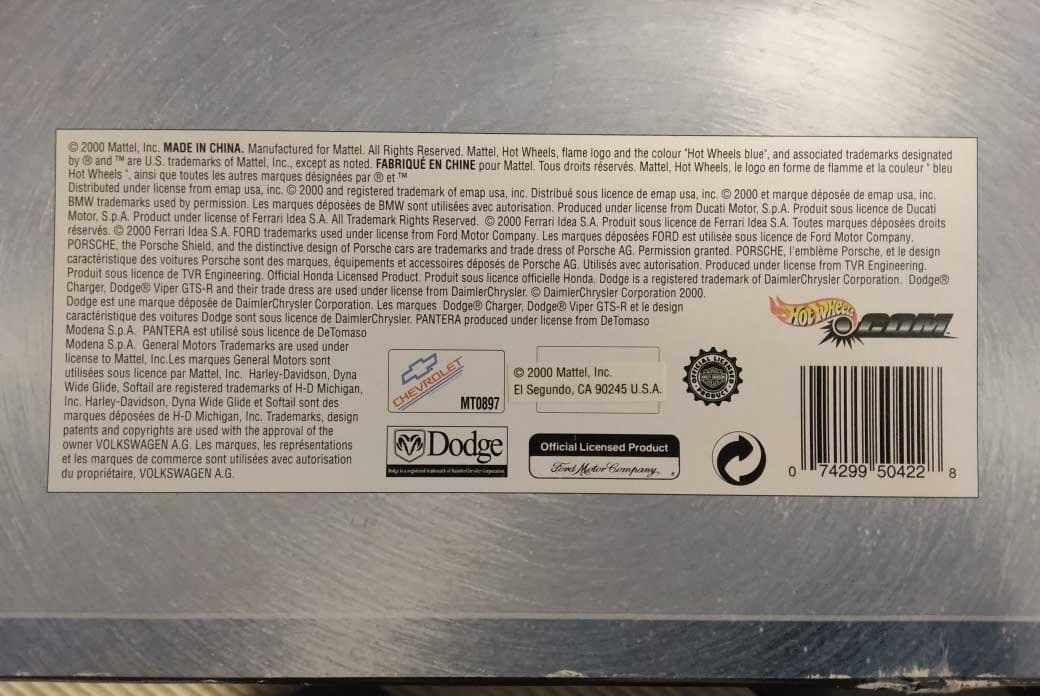 © 2000 Mattel, Inc. MADE IN CHINA. Manufactured for Mattel. All Rights Reserved. Mattel, Hot Wheels, flame logo and the colour "Hot Wheels blue", and associated trademarks designated
by ® and ™ are U.S. trademarks of Mattel, Inc., except as noted. FABRIQUÉ EN CHINE pour Mattel. Tous droits réservés. Mattel, Hot Wheels, le logo en forme de flamme et la couleur " bleu
Hot Wheels ", ainsi que toutes les autres marques désignées par ® et ™
Distributed under license from emap usa, inc. © 2000 and registered trademark of emap usa, inc. Distribué sous licence de emap usa, inc. © 2000 et marque déposée de emap usa, inc.
BMW trademarks used by permission. Les marques déposées de BMW sont utilisées avec autorisation. Produced under license from Ducati Motor, S.p.A. Produit sous licence de Ducati
Motor, S.p.A. Product under license of Ferrari Idea S.A. All Trademark Rights Reserved. © 2000 Ferrari Idea S.A. Produit sous licence de Ferrari Idea S.A. Toutes marques déposées droits
réservés. © 2000 Ferrari Idea S.A. FORD trademarks used under license from Ford Motor Company. Les marques déposées FORD est utilisée sous licence de Ford Motor Company.
PORSCHE, the Porsche Shield, and the distinctive design of Porsche cars are trademarks and trade dress of Porsche AG. Permission granted. PORSCHE, l'emblème Porsche, et le design
caractéristique des voitures Porsche sont des marques, équipements et accessoires déposés de Porsche AG. Utilisés avec autorisation. Produced under license from TVR Engineering.
Produit sous licence de TVR Engineering. Official Honda Licensed Product. Produit sous licence officielle Honda. Dodge is a registered trademark of DaimlerChrysler Corporation. Dodge®
Charger, Dodge® Viper GTS-R and their trade dress are used under license from DaimlerChrysler. © DaimlerChrysler Corporation 2000.
Dodge est une marque déposée de DaimlerChrysler Corporation. Les marques Dodge® Charger, Dodge® Viper GTS-R et le design
caractéristique des voitures Dodge sont sous licence de DaimlerChrysler. PANTERA produced under license from DeTomaso
Modena S.p.A. PANTERA est utilisé sous licence de DeTomaso
Modena S.p.A. General Motors Trademarks are used under
license to Mattel, Inc.Les marques General Motors sont
utilisées sous licence par Mattel, Inc. Harley-Davidson, Dyna
Wide Glide, Softail are registered trademarks of H-D Michigan,
Inc. Harley-Davidson, Dyna Wide Glide et Softail sont des
marques déposées de H-D Michigan, Inc. Trademarks, design
patents and copyrights are used with the approval of the
owner VOLKSWAGEN A.G. Les marques, les représentations
et les marques de commerce sont utilisées avec autorisation
du propriétaire, VOLKSWAGEN A.G.
CHEVROLET
MT0897
© 2000 Mattel, Inc.
El Segundo, CA 90245 U.S.A.
OFFICIAL LICENSED PRODUCT
HOT WHEELS .COM
Dodge
Dodge is a registered trademark of DaimlerChrysler Corporation.
Official Licensed Product
Ford Motor Company
0 74299 50422 8